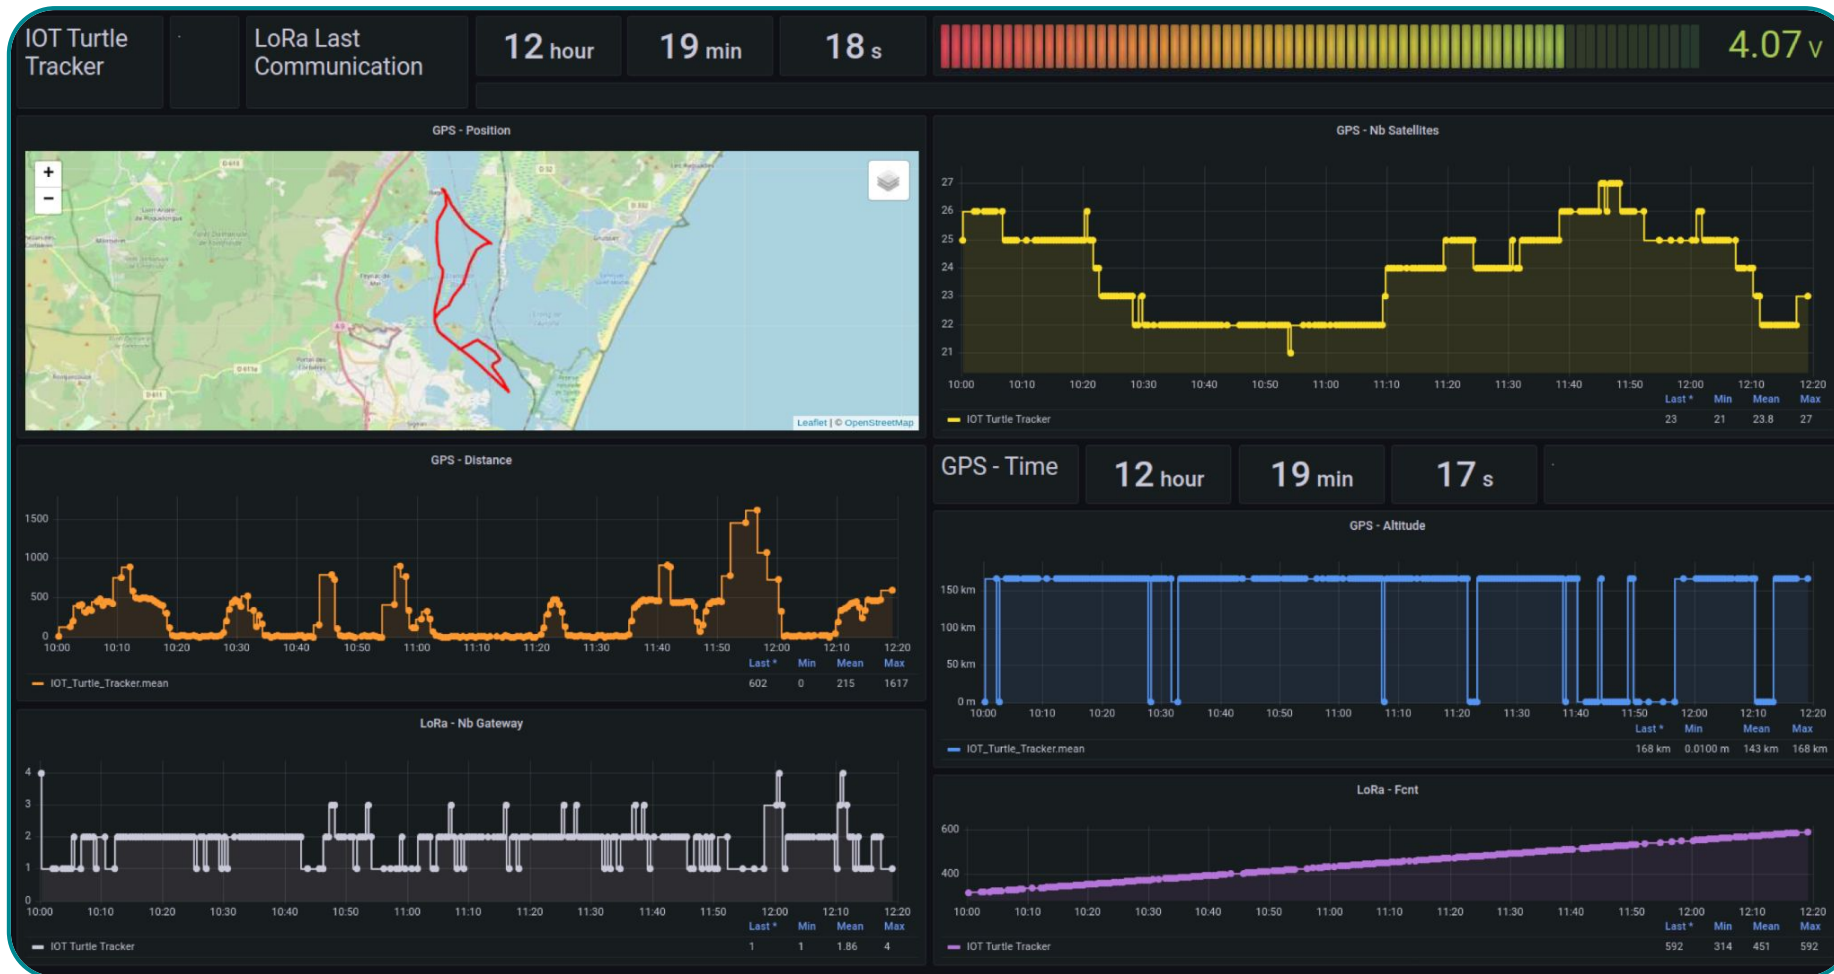 IOT Turtle
Tracker
LoRa Last
Communication
12 hour
19 min
18 s
4.07 V
GPS - Position
+
−
D 613
D 32
D 332
Gruissan
A 9
D 611a
D 611
Leaflet | © OpenStreetMap
GPS - Nb Satellites
27
26
25
24
23
22
21
10:00 10:10 10:20 10:30 10:40 10:50 11:00 11:10 11:20 11:30 11:40 11:50 12:00 12:10 12:20
Last * Min Mean Max
IOT Turtle Tracker 23 21 23.8 27
GPS - Distance
1500
1000
500
0
10:00 10:10 10:20 10:30 10:40 10:50 11:00 11:10 11:20 11:30 11:40 11:50 12:00 12:10 12:20
Last * Min Mean Max
IOT_Turtle_Tracker.mean 602 0 215 1617
GPS - Time
12 hour
19 min
17 s
GPS - Altitude
150 km
100 km
50 km
0 m
10:00 10:10 10:20 10:30 10:40 10:50 11:00 11:10 11:20 11:30 11:40 11:50 12:00 12:10 12:20
Last * Min Mean Max
IOT_Turtle_Tracker.mean 168 km 0.0100 m 143 km 168 km
LoRa - Nb Gateway
4
3
2
1
0
10:00 10:10 10:20 10:30 10:40 10:50 11:00 11:10 11:20 11:30 11:40 11:50 12:00 12:10 12:20
Last * Min Mean Max
IOT Turtle Tracker 1 1 1.86 4
LoRa - Fcnt
600
400
10:00 10:10 10:20 10:30 10:40 10:50 11:00 11:10 11:20 11:30 11:40 11:50 12:00 12:10 12:20
Last * Min Mean Max
IOT Turtle Tracker 592 314 451 592